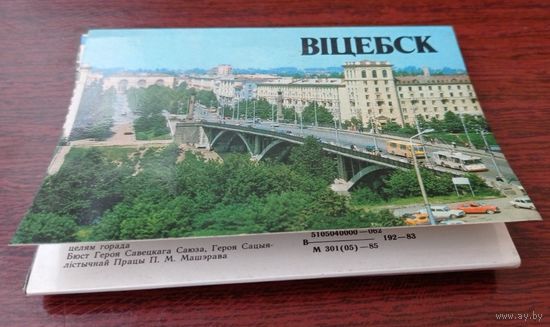 ВІЦЕБСК
целям горада
Бюст Героя Савецкага Саюза, Героя Сацыя-
лістычнай Працы П. М. Машэрава
5105040000—062
В 192—83
М 301(05)—85
www.ay.by